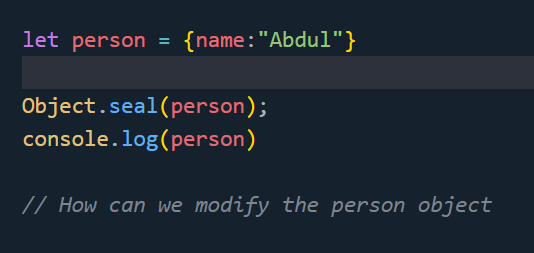 let person = {name:"Abdul"}
Object.seal(person);
console.log(person)
// How can we modify the person object